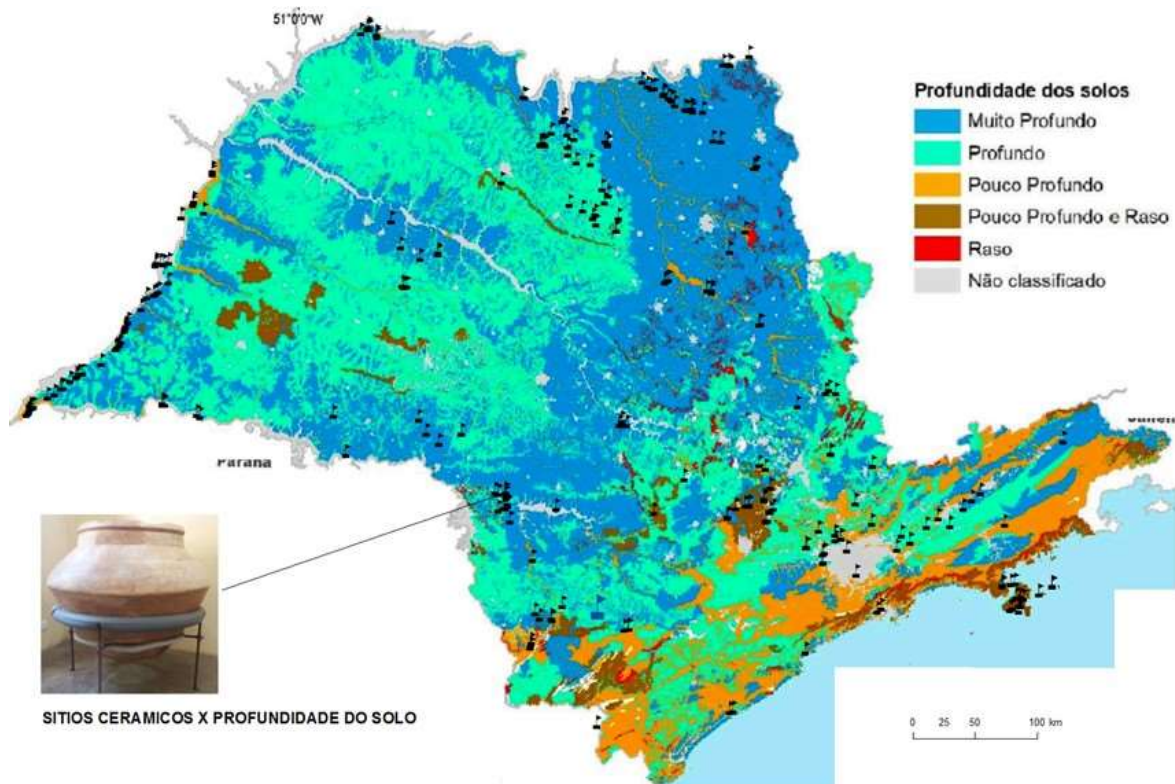 51°0'0"W
Profundidade dos solos
Muito Profundo
Profundo
Pouco Profundo
Pouco Profundo e Raso
Raso
Não classificado
Parana
SITIOS CERAMICOS X PROFUNDIDADE DO SOLO
0 25 50 100 km